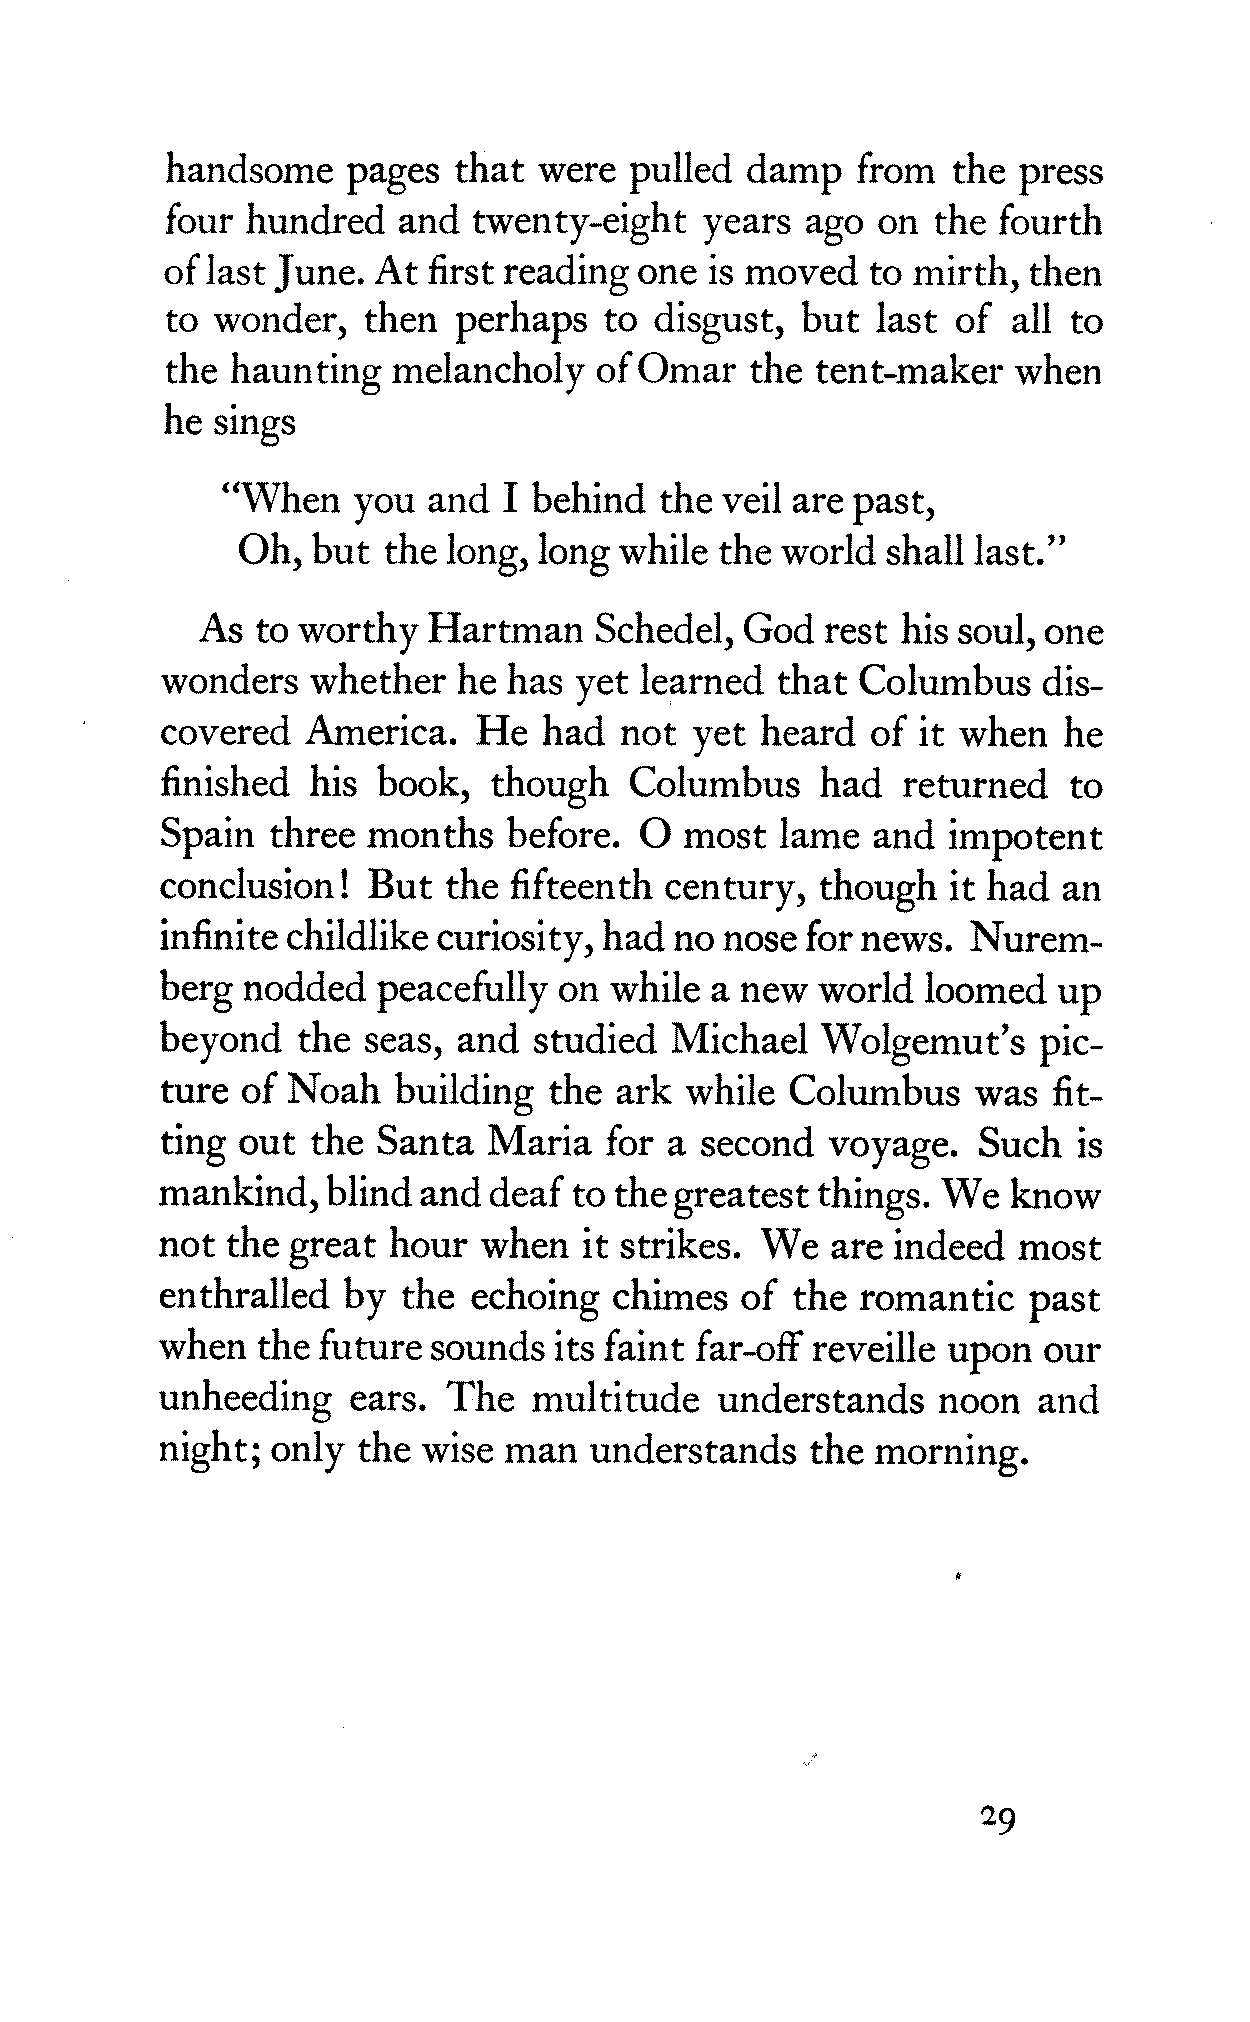 handsome pages that were pulled damp from the press
four hundred and twenty-eight years ago on the fourth
of last June. At first reading one is moved to mirth, then
to wonder, then perhaps to disgust, but last of all to
the haunting melancholy of Omar the tent-maker when
he sings
"When you and I behind the veil are past,
Oh, but the long, long while the world shall last."
As to worthy Hartman Schedel, God rest his soul, one
wonders whether he has yet learned that Columbus dis-
covered America. He had not yet heard of it when he
finished his book, though Columbus had returned to
Spain three months before. O most lame and impotent
conclusion! But the fifteenth century, though it had an
infinite childlike curiosity, had no nose for news. Nurem-
berg nodded peacefully on while a new world loomed up
beyond the seas, and studied Michael Wolgemut's pic-
ture of Noah building the ark while Columbus was fit-
ting out the Santa Maria for a second voyage. Such is
mankind, blind and deaf to the greatest things. We know
not the great hour when it strikes. We are indeed most
enthralled by the echoing chimes of the romantic past
when the future sounds its faint far-off reveille upon our
unheeding ears. The multitude understands noon and
night; only the wise man understands the morning.
29